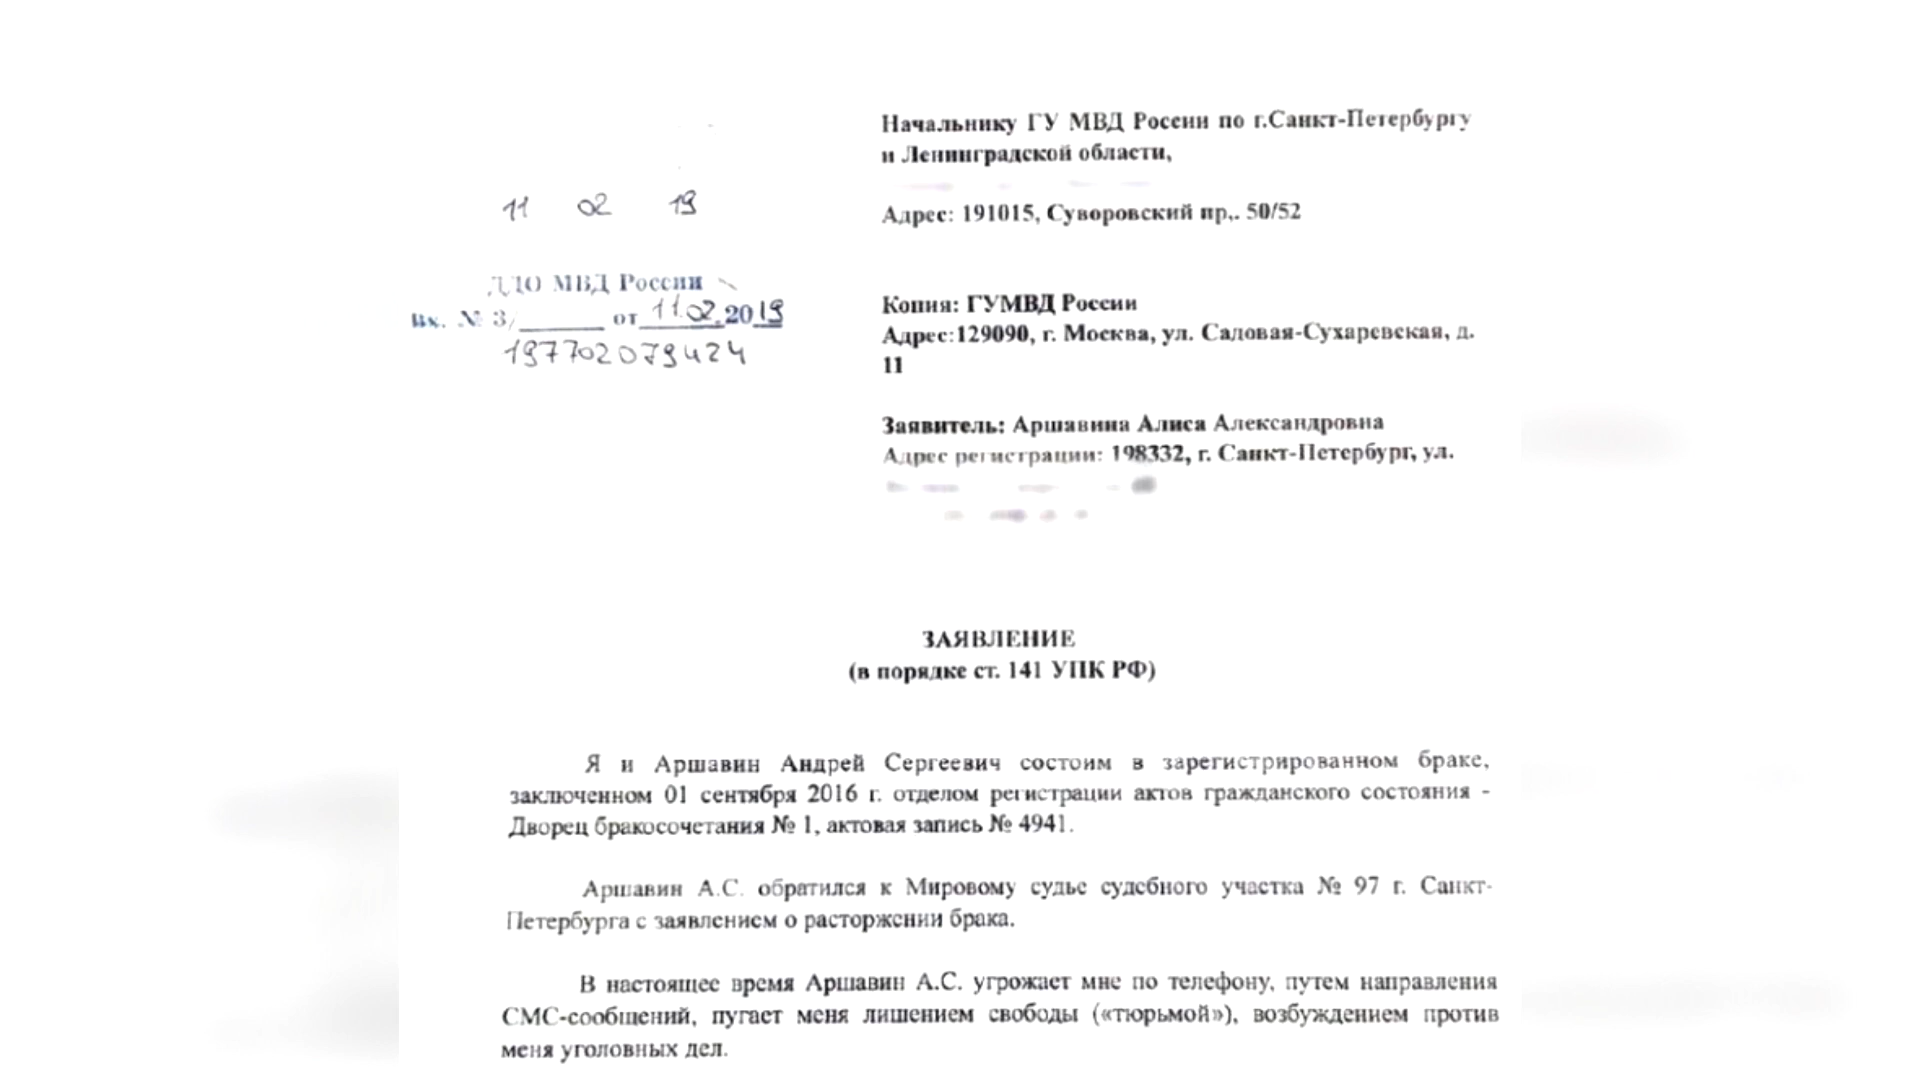 Начальнику ГУ МВД России по г.Санкт-Петербургу
и Ленинградской области,
Адрес: 191015, Суворовский пр,. 50/52
11 02 19
ДДО МВД России
Вх. № 3/______ от 11.02.2019
197702079424
Копия: ГУМВД России
Адрес:129090, г. Москва, ул. Садовая-Сухаревская, д.
11
Заявитель: Аршавина Алиса Александровна
Адрес регистрации: 198332, г. Санкт-Петербург, ул.
ЗАЯВЛЕНИЕ
(в порядке ст. 141 УПК РФ)
Я и Аршавин Андрей Сергеевич состоим в зарегистрированном браке,
заключенном 01 сентября 2016 г. отделом регистрации актов гражданского состояния -
Дворец бракосочетания № 1, актовая запись № 4941.
Аршавин А.С. обратился к Мировому судье судебного участка № 97 г. Санкт-
Петербурга с заявлением о расторжении брака.
В настоящее время Аршавин А.С. угрожает мне по телефону, путем направления
СМС-сообщений, пугает меня лишением свободы («тюрьмой»), возбуждением против
меня уголовных дел.